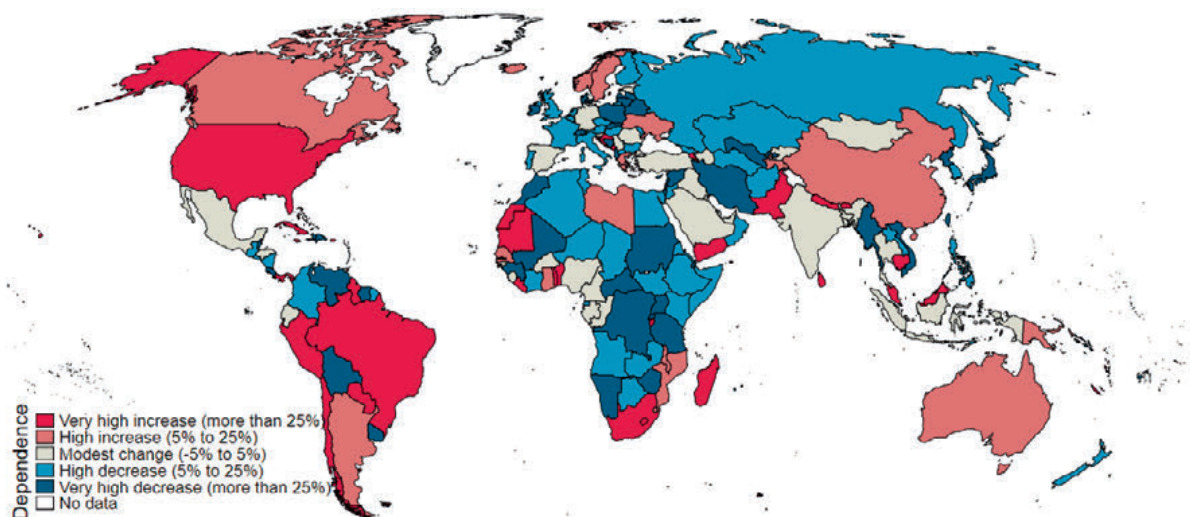 Dependence
Very high increase (more than 25%)
High increase (5% to 25%)
Modest change (-5% to 5%)
High decrease (5% to 25%)
Very high decrease (more than 25%)
No data